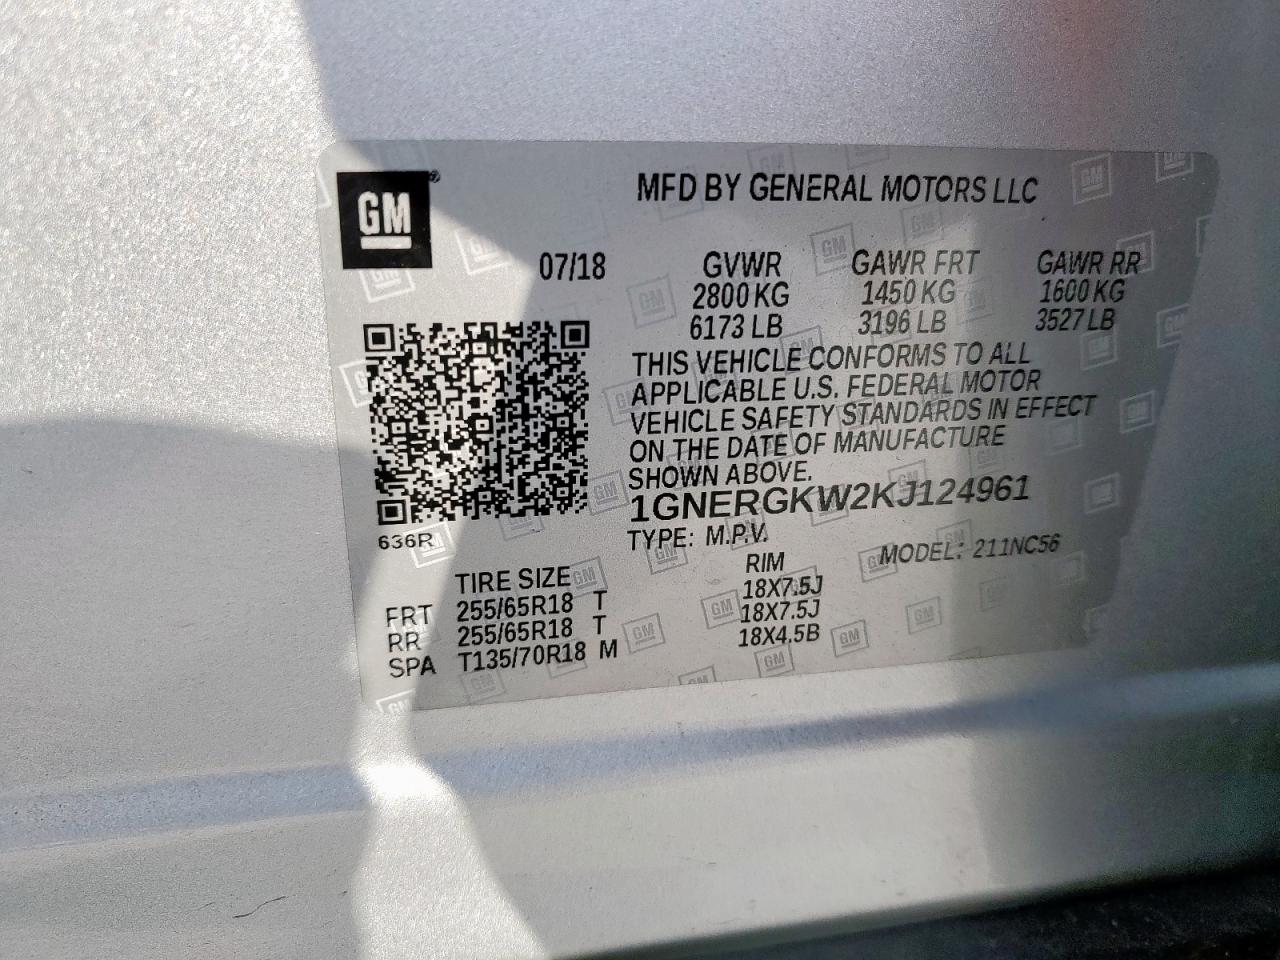 GM®
MFD BY GENERAL MOTORS LLC
07/18 GVWR GAWR FRT GAWR RR
2800 KG 1450 KG 1600 KG
6173 LB 3196 LB 3527 LB
THIS VEHICLE CONFORMS TO ALL
APPLICABLE U.S. FEDERAL MOTOR
VEHICLE SAFETY STANDARDS IN EFFECT
ON THE DATE OF MANUFACTURE
SHOWN ABOVE.
1GNERGKW2KJ124961
636R
TYPE: M.P.V. MODEL: 211NC56
TIRE SIZE RIM
FRT 255/65R18 T 18X7.5J
RR 255/65R18 T 18X7.5J
SPA T135/70R18 M 18X4.5B